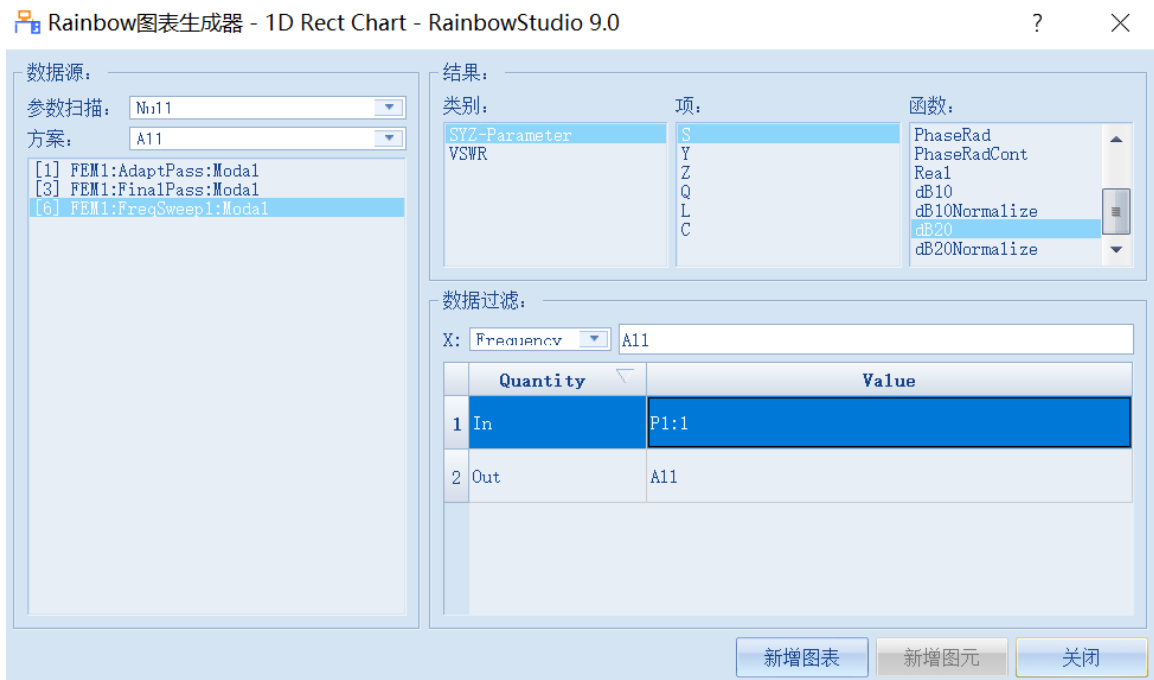 Rainbow图表生成器 - 1D Rect Chart - RainbowStudio 9.0
?
数据源:
参数扫描: Null
方案: All
[1] FEM1:AdaptPass:Modal
[3] FEM1:FinalPass:Modal
[6] FEM1:FreqSweep1:Modal
结果:
类别:
SYZ-Parameter
VSWR
项:
S
Y
Z
Q
L
C
函数:
PhaseRad
PhaseRadCont
Real
dB10
dB10Normalize
dB20
dB20Normalize
数据过滤:
X: Frequency All
Quantity Value
1 In P1:1
2 Out All
新增图表 新增图元 关闭